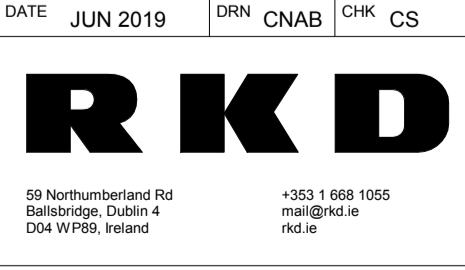 DATE JUN 2019 DRN CNAB CHK CS
RKD
59 Northumberland Rd
Ballsbridge, Dublin 4
D04 WP89, Ireland
+353 1 668 1055
mail@rkd.ie
rkd.ie